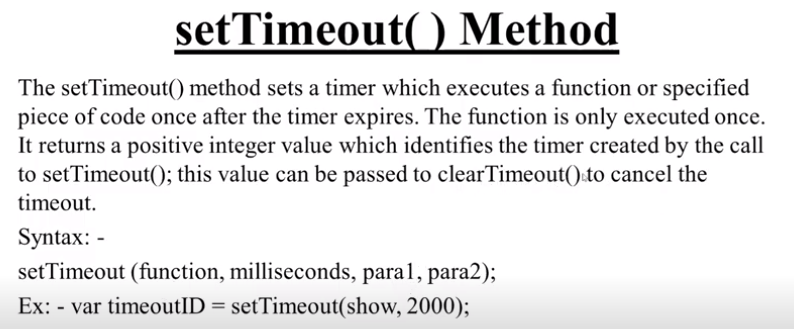 setTimeout( ) Method
The setTimeout() method sets a timer which executes a function or specified
piece of code once after the timer expires. The function is only executed once.
It returns a positive integer value which identifies the timer created by the call
to setTimeout(); this value can be passed to clearTimeout() to cancel the
timeout.
Syntax: -
setTimeout (function, milliseconds, para1, para2);
Ex: - var timeoutID = setTimeout(show, 2000);